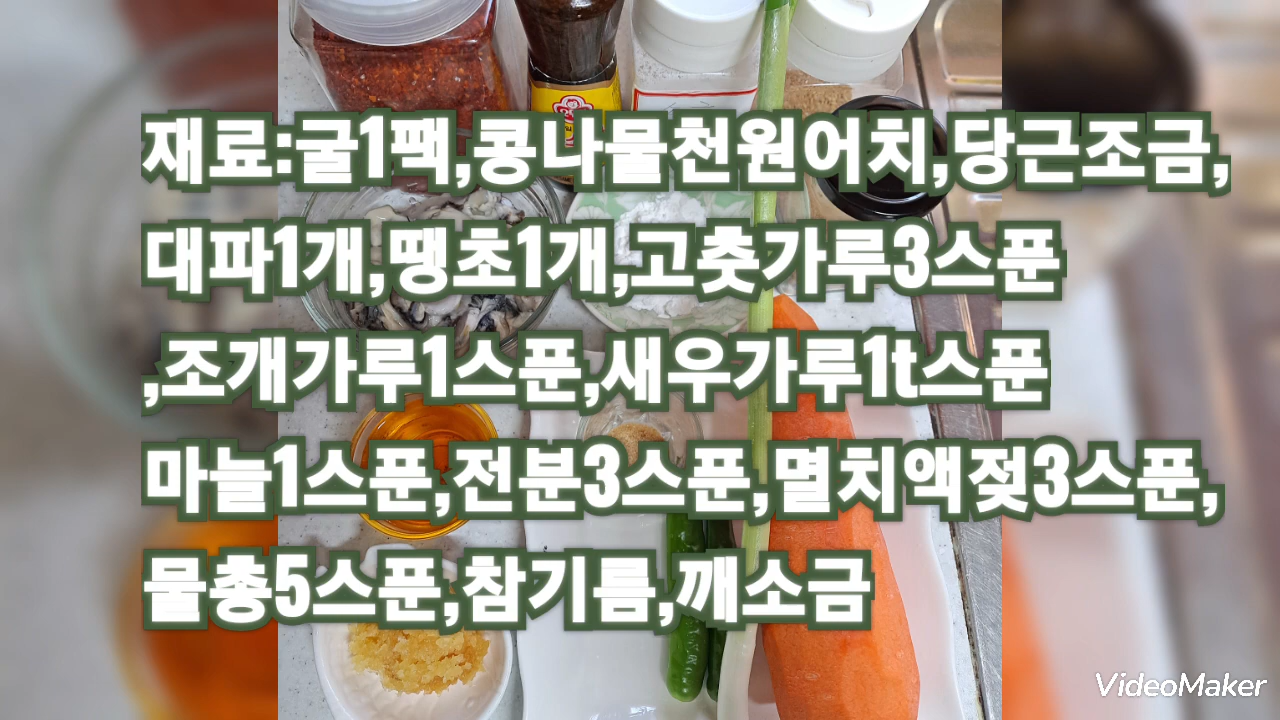 재료:굴1팩,콩나물천원어치,당근조금,
대파1개,땡초1개,고춧가루3스푼
,조개가루1스푼,새우가루1t스푼
마늘1스푼,전분3스푼,멸치액젖3스푼,
물총5스푼,참기름,깨소금
VideoMaker